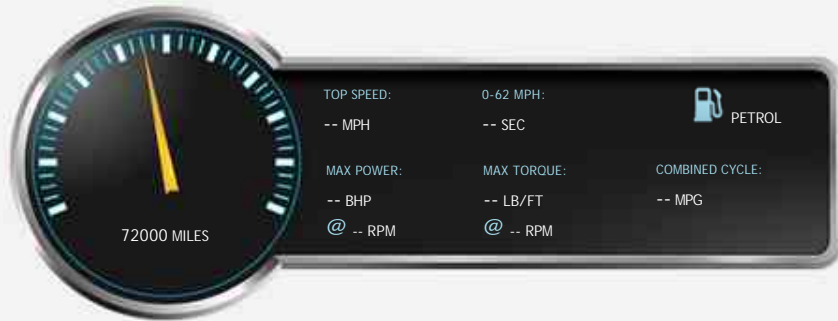 TOP SPEED:
-- MPH
0-62 MPH:
-- SEC
PETROL
MAX POWER:
-- BHP
@ -- RPM
MAX TORQUE:
-- LB/FT
@ -- RPM
COMBINED CYCLE:
-- MPG
72000 MILES